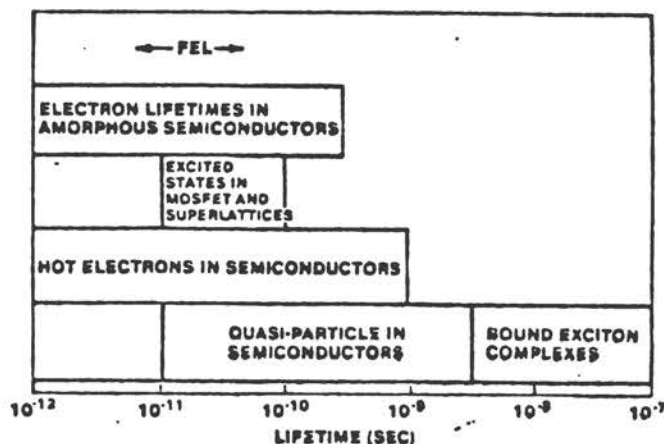 ← FEL →
ELECTRON LIFETIMES IN
AMORPHOUS SEMICONDUCTORS
EXCITED
STATES IN
MOSFET AND
SUPERLATTICES
HOT ELECTRONS IN SEMICONDUCTORS
QUASI-PARTICLE IN
SEMICONDUCTORS
BOUND EXCITON
COMPLEXES
10⁻¹² 10⁻¹¹ 10⁻¹⁰ 10⁻⁹ 10⁻⁸ 10⁻⁷
LIFETIME (SEC)